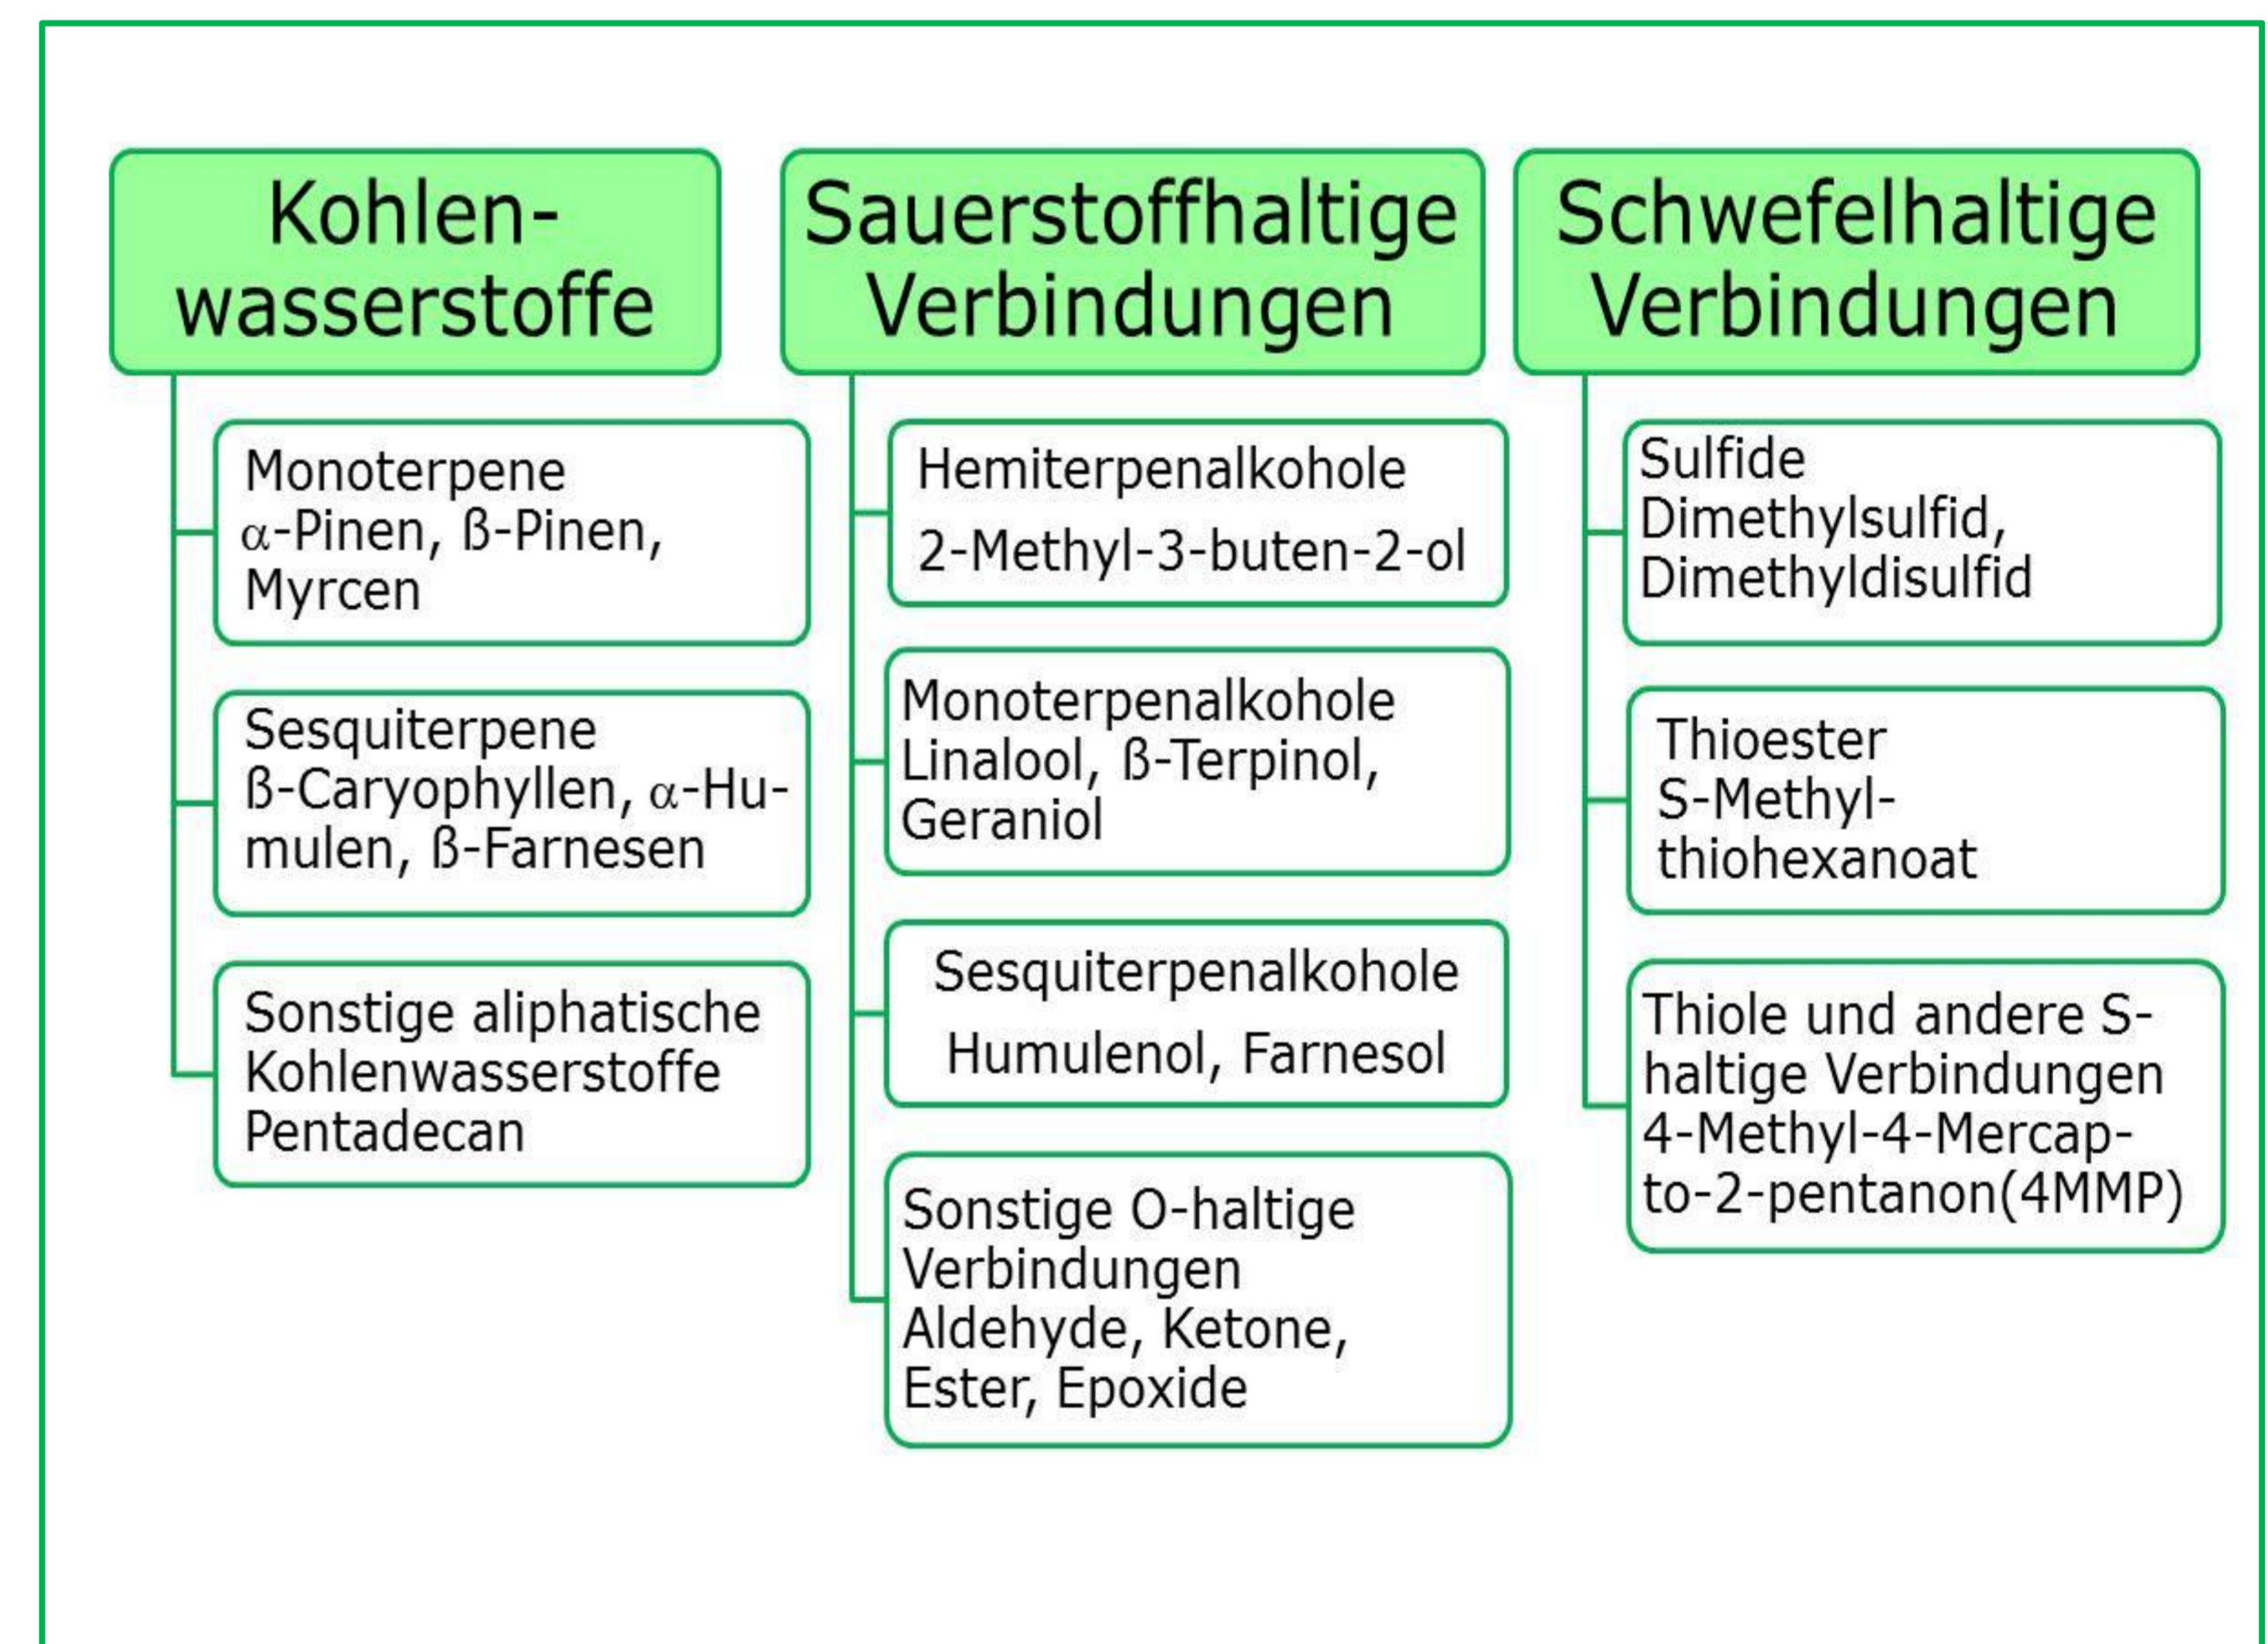 Kohlen-
wasserstoffe
Monoterpene
α-Pinen, ß-Pinen,
Myrcen
Sesquiterpene
ß-Caryophyllen, α-Hu-
mulen, ß-Farnesen
Sonstige aliphatische
Kohlenwasserstoffe
Pentadecan
Sauerstoffhaltige
Verbindungen
Hemiterpenalkohole
2-Methyl-3-buten-2-ol
Monoterpenalkohole
Linalool, ß-Terpinol,
Geraniol
Sesquiterpenalkohole
Humulenol, Farnesol
Sonstige O-haltige
Verbindungen
Aldehyde, Ketone,
Ester, Epoxide
Schwefelhaltige
Verbindungen
Sulfide
Dimethylsulfid,
Dimethyldisulfid
Thioester
S-Methyl-
thiohexanoat
Thiole und andere S-
haltige Verbindungen
4-Methyl-4-Mercap-
to-2-pentanon(4MMP)